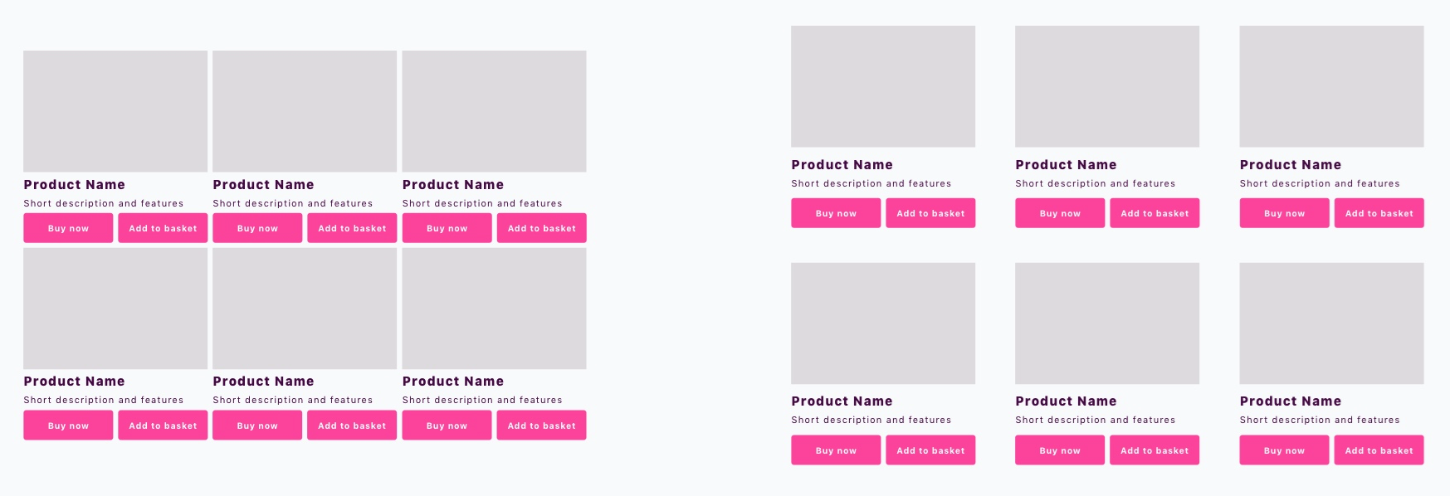 Product Name Product Name Product Name
Short description and features Short description and features Short description and features
Buy now Add to basket Buy now Add to basket Buy now Add to basket
Product Name Product Name Product Name
Short description and features Short description and features Short description and features
Buy now Add to basket Buy now Add to basket Buy now Add to basket
Product Name Product Name Product Name
Short description and features Short description and features Short description and features
Buy now Add to basket Buy now Add to basket Buy now Add to basket
Product Name Product Name Product Name
Short description and features Short description and features Short description and features
Buy now Add to basket Buy now Add to basket Buy now Add to basket